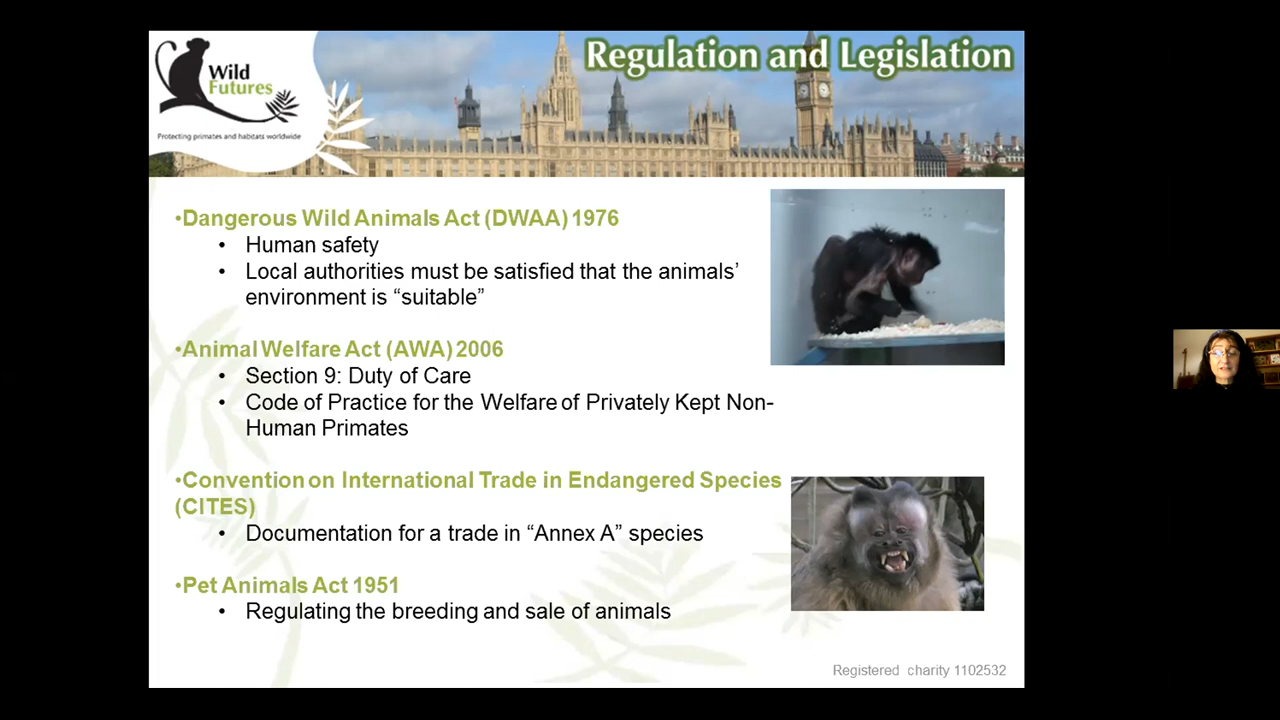 Wild
Futures
Protecting primates and habitats worldwide
Regulation and Legislation
•Dangerous Wild Animals Act (DWAA) 1976
• Human safety
• Local authorities must be satisfied that the animals’
environment is “suitable”
•Animal Welfare Act (AWA) 2006
• Section 9: Duty of Care
• Code of Practice for the Welfare of Privately Kept Non-
Human Primates
•Convention on International Trade in Endangered Species
(CITES)
• Documentation for a trade in “Annex A” species
•Pet Animals Act 1951
• Regulating the breeding and sale of animals
Registered charity 1102532